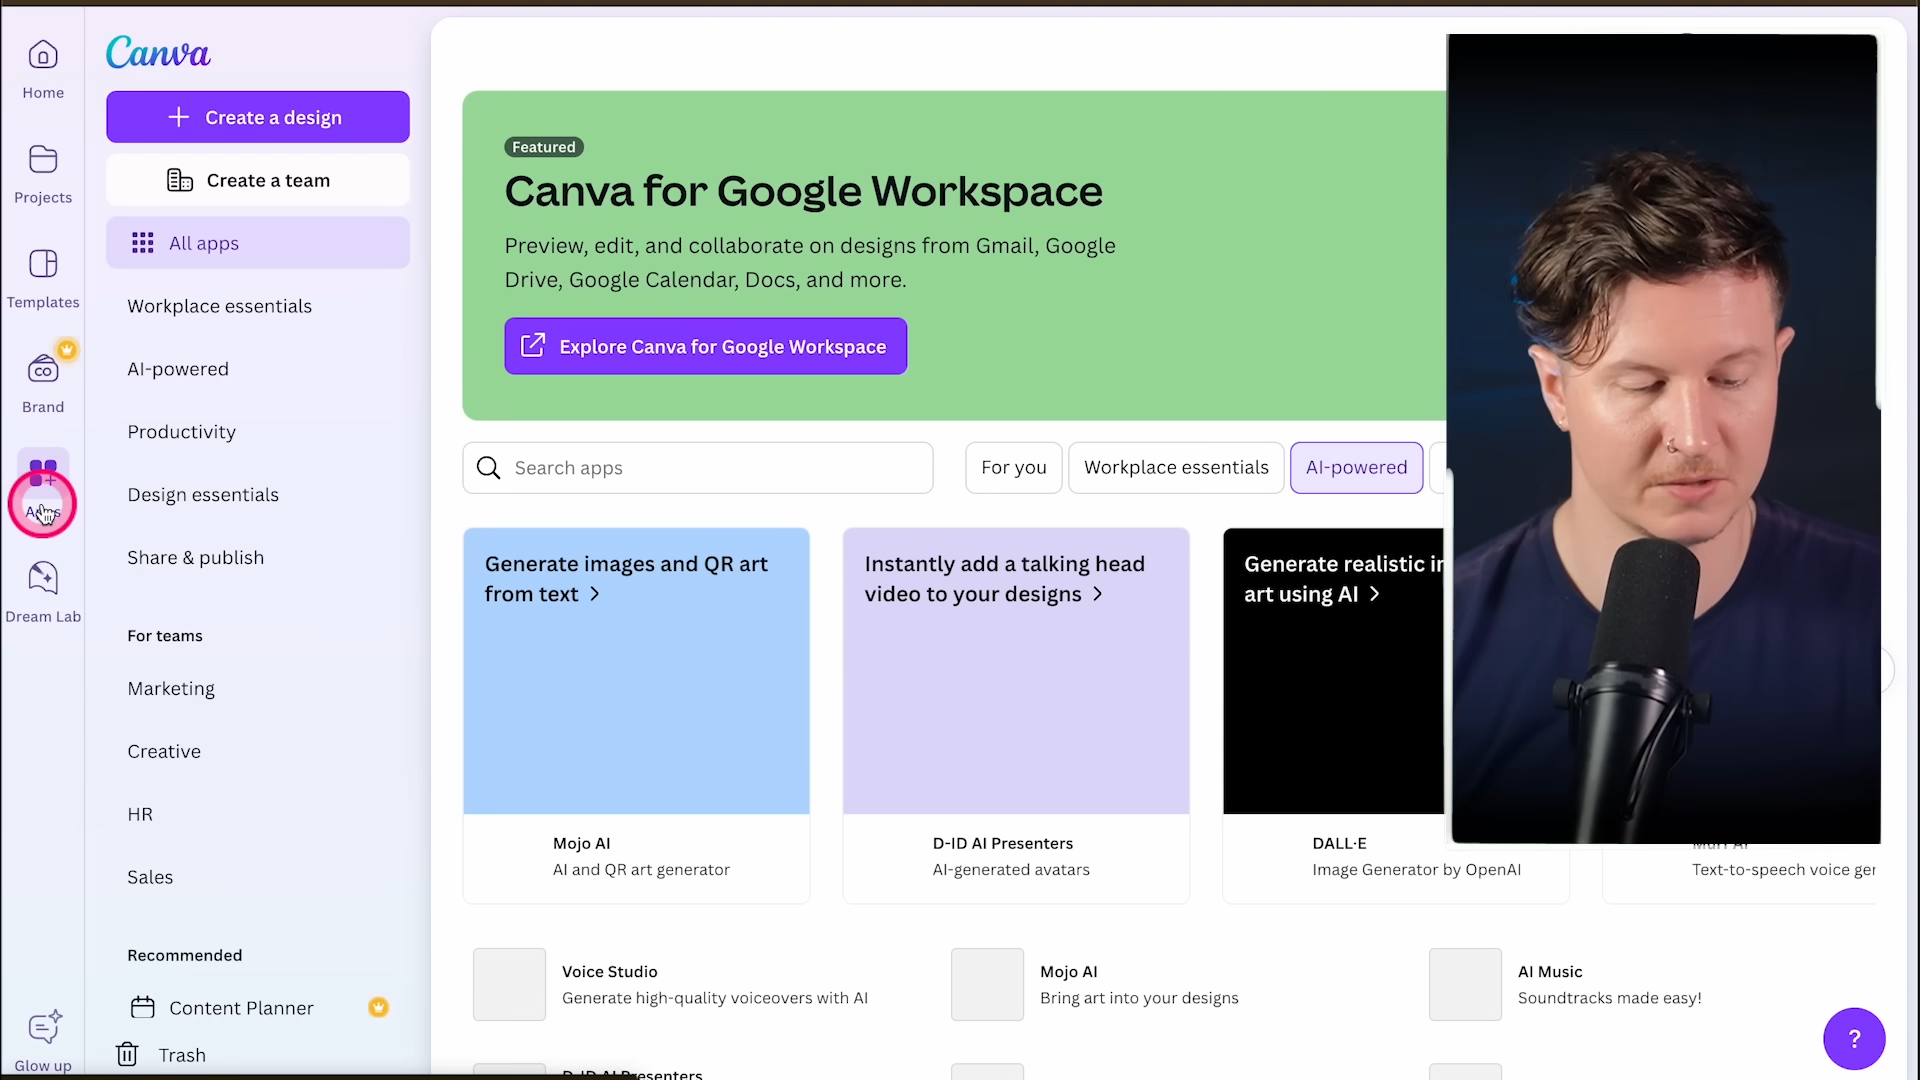 Home
Projects
Templates
Brand
Dream Lab
Glow up
Canva
Create a design
Create a team
All apps
Workplace essentials
AI-powered
Productivity
Design essentials
Share & publish
For teams
Marketing
Creative
HR
Sales
Recommended
Content Planner
Trash
Featured
Canva for Google Workspace
Preview, edit, and collaborate on designs from Gmail, Google
Drive, Google Calendar, Docs, and more.
Explore Canva for Google Workspace
Search apps
For you
Workplace essentials
AI-powered
Generate images and QR art
from text
Mojo AI
AI and QR art generator
Instantly add a talking head
video to your designs
D-ID AI Presenters
AI-generated avatars
Generate realistic
art using AI
DALL·E
Image Generator by OpenAI
Text-to-speech voice
Voice Studio
Generate high-quality voiceovers with AI
Mojo AI
Bring art into your designs
AI Music
Soundtracks made easy!
D-ID AI Presenters
?